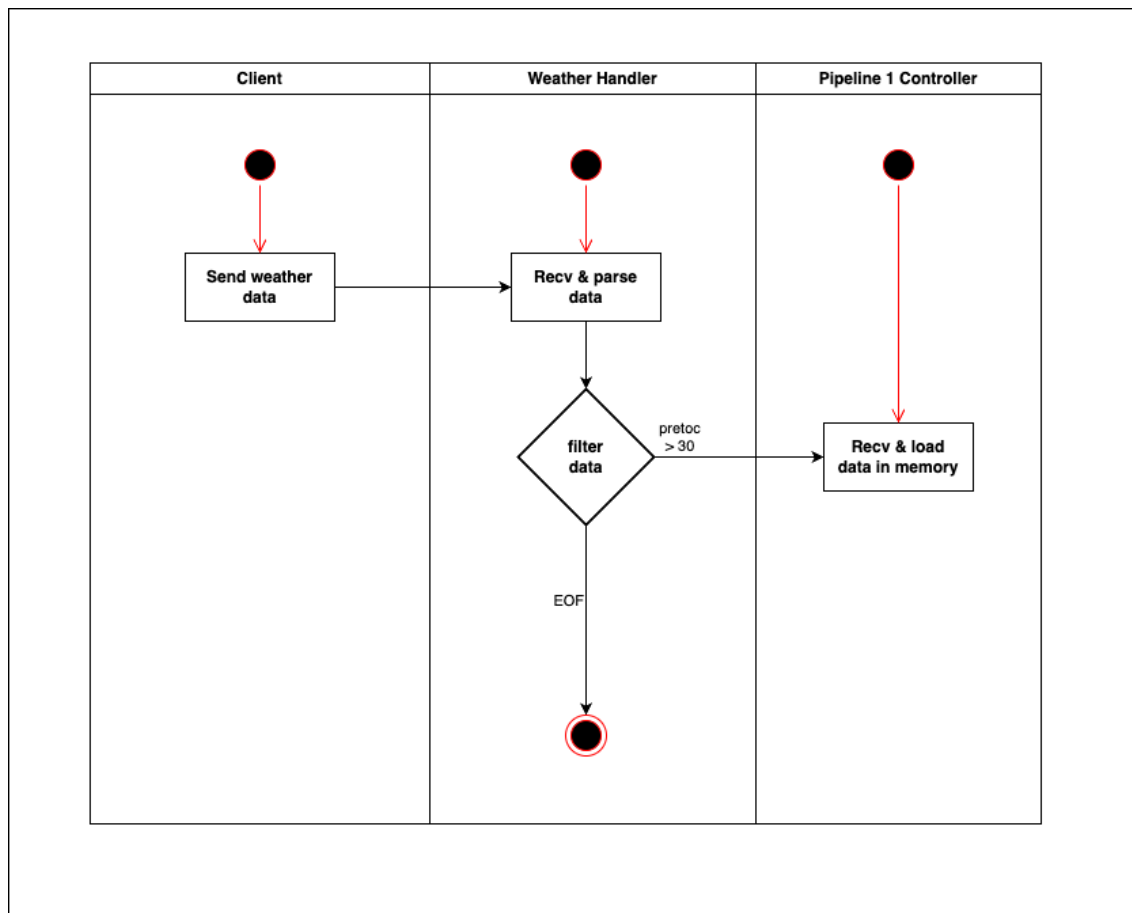 Client
Weather Handler
Pipeline 1 Controller
Send weather
data
Recv & parse
data
filter
data
pretoc
> 30
Recv & load
data in memory
EOF